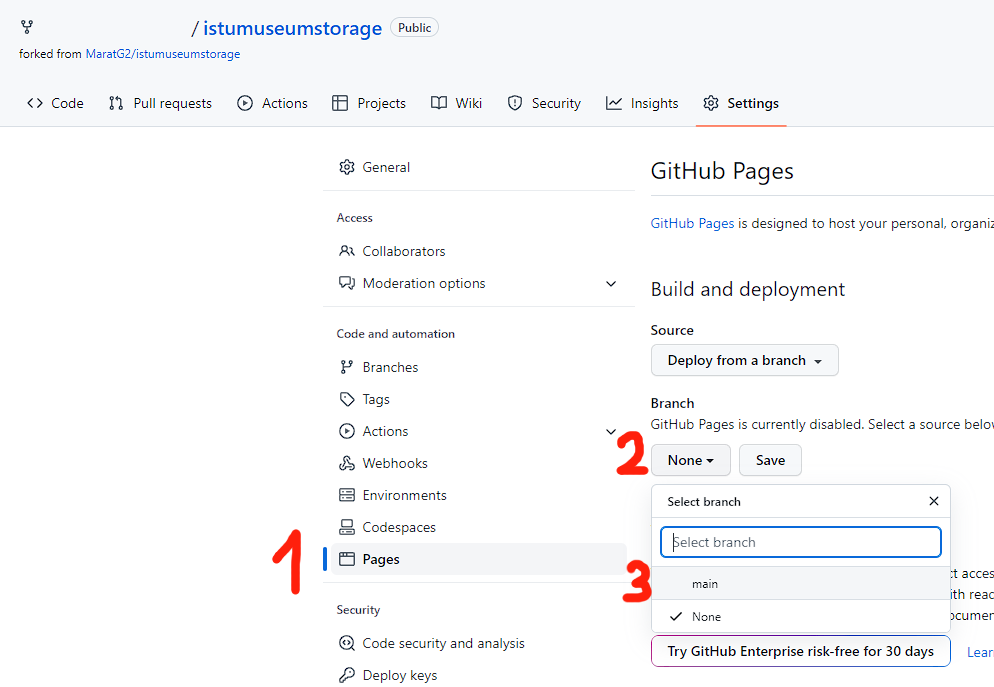 / istumuseumstorage Public
forked from MaratG2/istumuseumstorage
Code Pull requests Actions Projects Wiki Security Insights Settings
General
Access
Collaborators
Moderation options
Code and automation
Branches
Tags
Actions
Webhooks
Environments
Codespaces
1 Pages
Security
Code security and analysis
Deploy keys
GitHub Pages
GitHub Pages is designed to host your personal, organiz
Build and deployment
Source
Deploy from a branch
Branch
GitHub Pages is currently disabled. Select a source belo
2 None Save
Select branch
Select branch
3 main
None
ct acces
ith read
ocumen
Try GitHub Enterprise risk-free for 30 days Lear